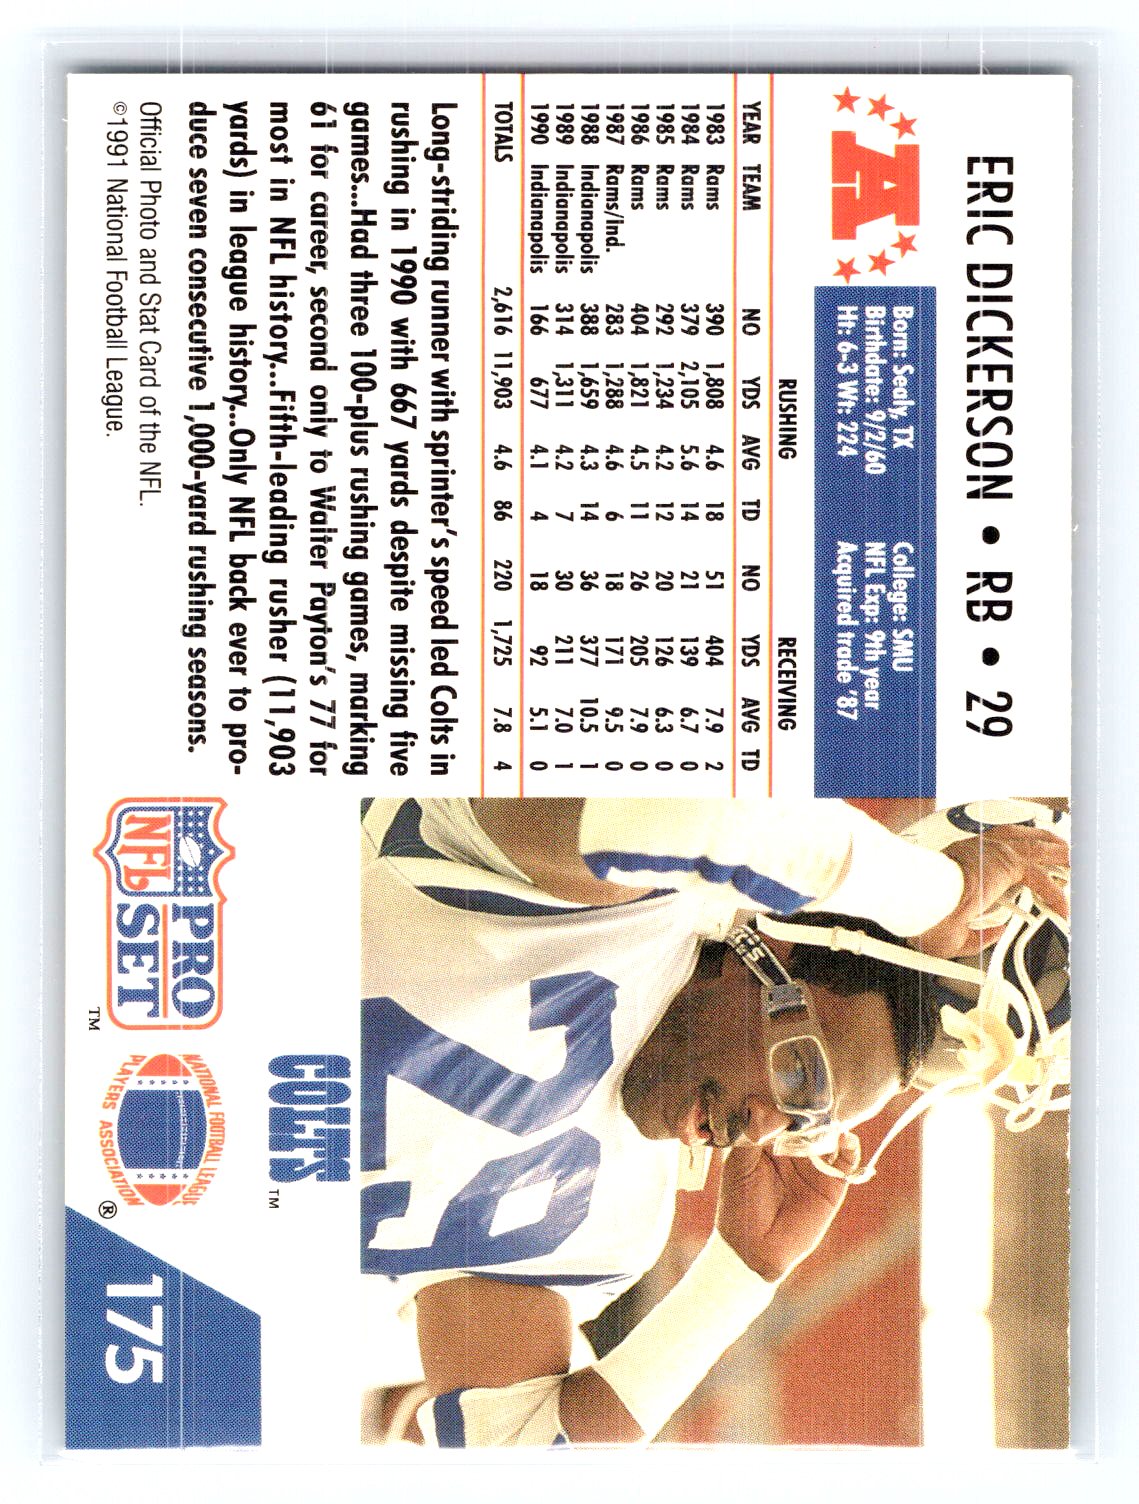 ERIC DICKERSON • RB • 29
A
Born: Sealy, TX College: SMU
Birthdate: 9/2/60 NFL Exp: 9th year
Ht: 6-3 Wt: 224 Acquired trade '87
RUSHING RECEIVING
YEAR TEAM NO YDS AVG TD NO YDS AVG TD
1983 Rams 390 1,808 4.6 18 51 404 7.9 2
1984 Rams 379 2,105 5.6 14 21 139 6.7 0
1985 Rams 292 1,234 4.2 12 20 126 6.3 0
1986 Rams 404 1,821 4.5 11 26 205 7.9 0
1987 Rams/Ind. 283 1,288 4.6 6 18 171 9.5 0
1988 Indianapolis 388 1,659 4.3 14 36 377 10.5 1
1989 Indianapolis 314 1,311 4.2 7 30 211 7.0 1
1990 Indianapolis 166 677 4.1 4 18 92 5.1 0
TOTALS 2,616 11,903 4.6 86 220 1,725 7.8 4
Long-striding runner with sprinter's speed led Colts in
rushing in 1990 with 667 yards despite missing five
games...Had three 100-plus rushing games, marking
61 for career, second only to Walter Payton's 77 for
most in NFL history...Fifth-leading rusher (11,903
yards) in league history...Only NFL back ever to pro-
duce seven consecutive 1,000-yard rushing seasons.
Official Photo and Stat Card of the NFL.
©1991 National Football League.
29
COLTS™
NFL PRO SET™
NATIONAL FOOTBALL LEAGUE
PLAYERS ASSOCIATION®
175